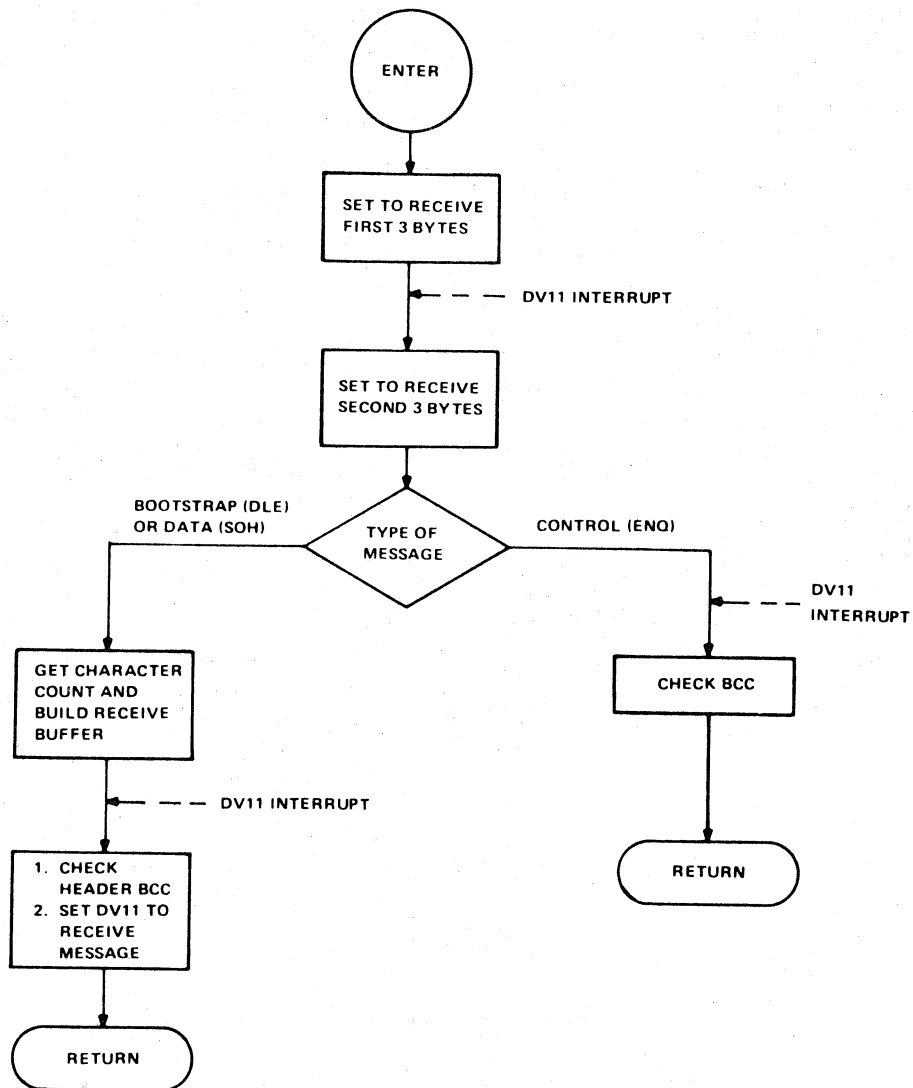 ENTER
SET TO RECEIVE
FIRST 3 BYTES
DV11 INTERRUPT
SET TO RECEIVE
SECOND 3 BYTES
BOOTSTRAP (DLE)
OR DATA (SOH)
TYPE OF
MESSAGE
CONTROL (ENQ)
DV11
INTERRUPT
GET CHARACTER
COUNT AND
BUILD RECEIVE
BUFFER
CHECK BCC
DV11 INTERRUPT
1. CHECK
HEADER BCC
2. SET DV11 TO
RECEIVE
MESSAGE
RETURN
RETURN